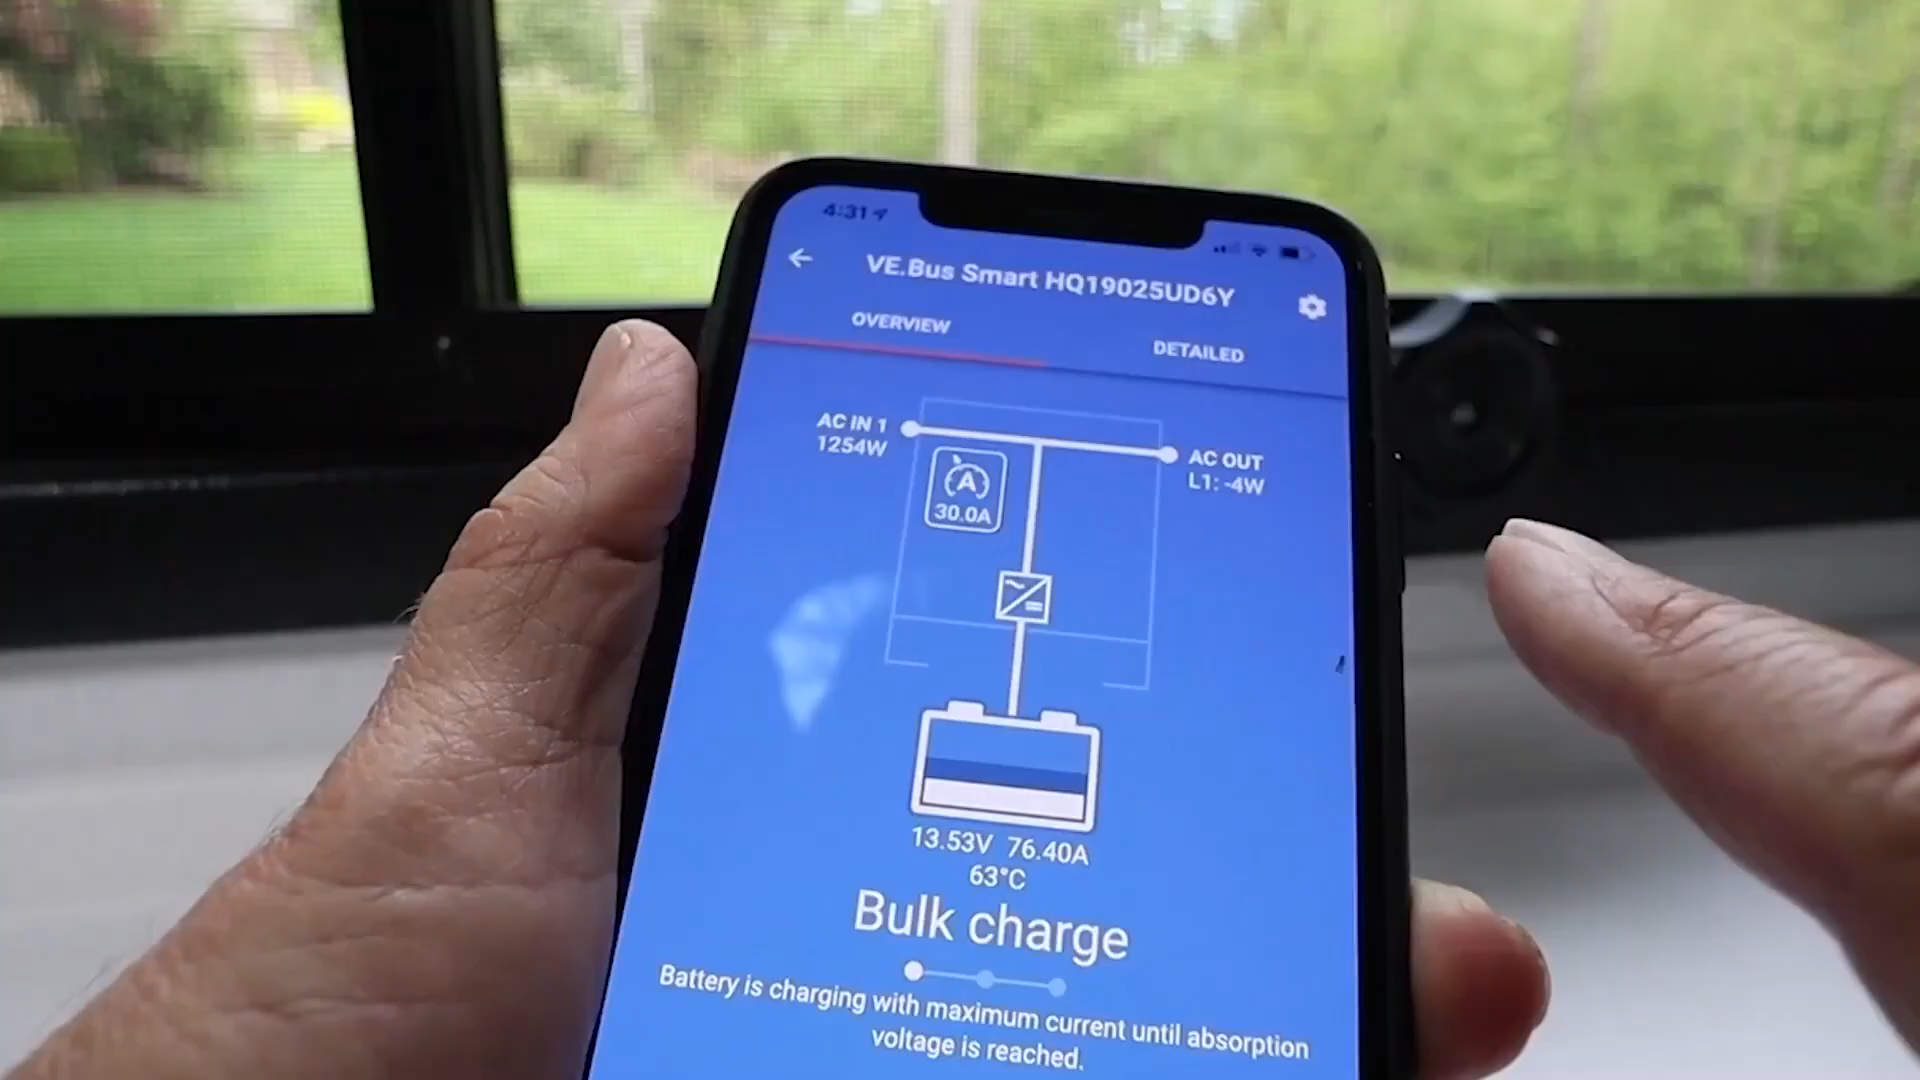 4:31
VE.Bus Smart HQ19025UD6Y
OVERVIEW
DETAILED
AC IN 1
1254W
A
30.0A
AC OUT
L1: -4W
13.53V 76.40A
63°C
Bulk charge
Battery is charging with maximum current until absorption
voltage is reached.